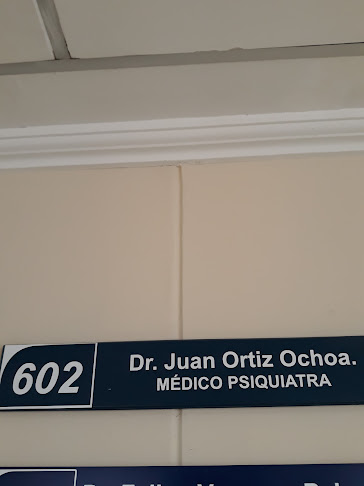 602
Dr. Juan Ortiz Ochoa.
MÉDICO PSIQUIATRA